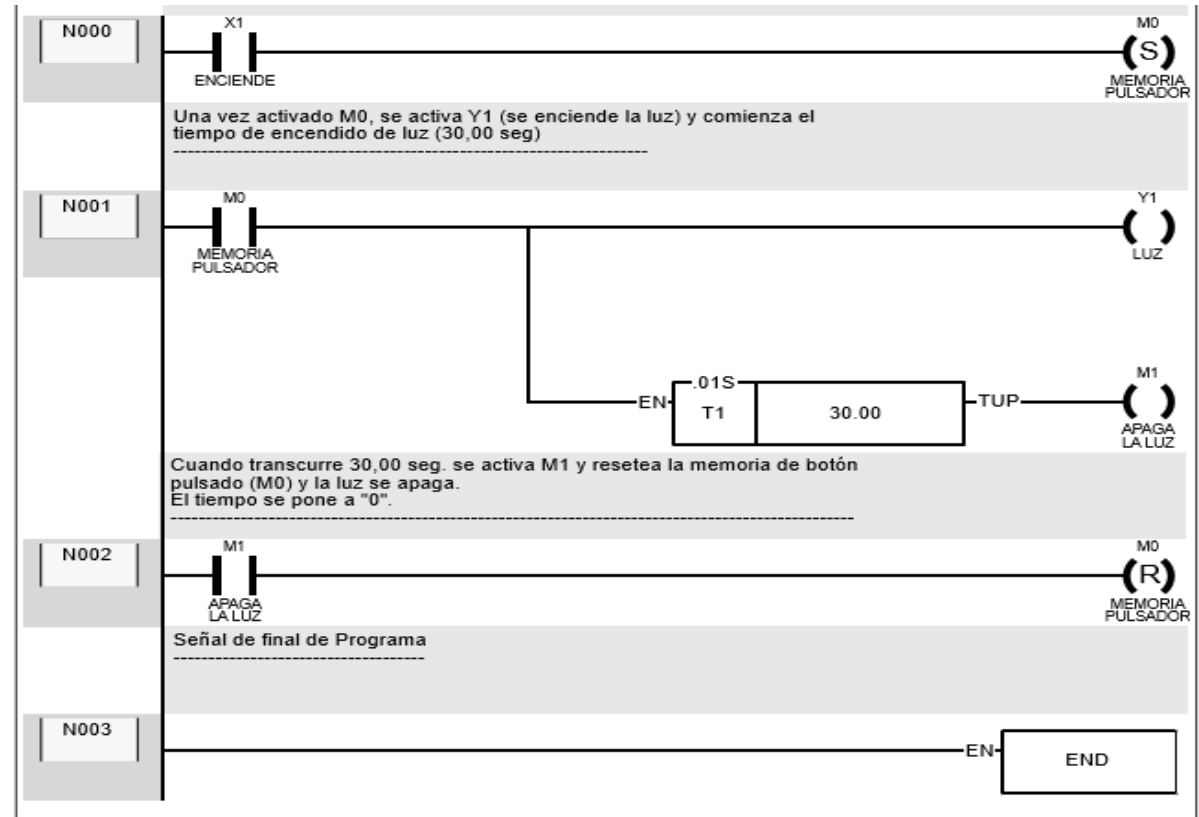 N000
X1
ENCIENDE
M0
(S)
MEMORIA
PULSADOR
Una vez activado M0, se activa Y1 (se enciende la luz) y comienza el
tiempo de encendido de luz (30,00 seg)
--------------------------------------------------------------------
N001
M0
MEMORIA
PULSADOR
Y1
( )
LUZ
EN
.01S
T1
30.00
TUP
M1
( )
APAGA
LA LUZ
Cuando transcurre 30,00 seg. se activa M1 y resetea la memoria de botón
pulsado (M0) y la luz se apaga.
El tiempo se pone a "0".
--------------------------------------------------------------------------------------------------
N002
M1
APAGA
LA LUZ
M0
(R)
MEMORIA
PULSADOR
Señal de final de Programa
------------------------------------
N003
EN
END